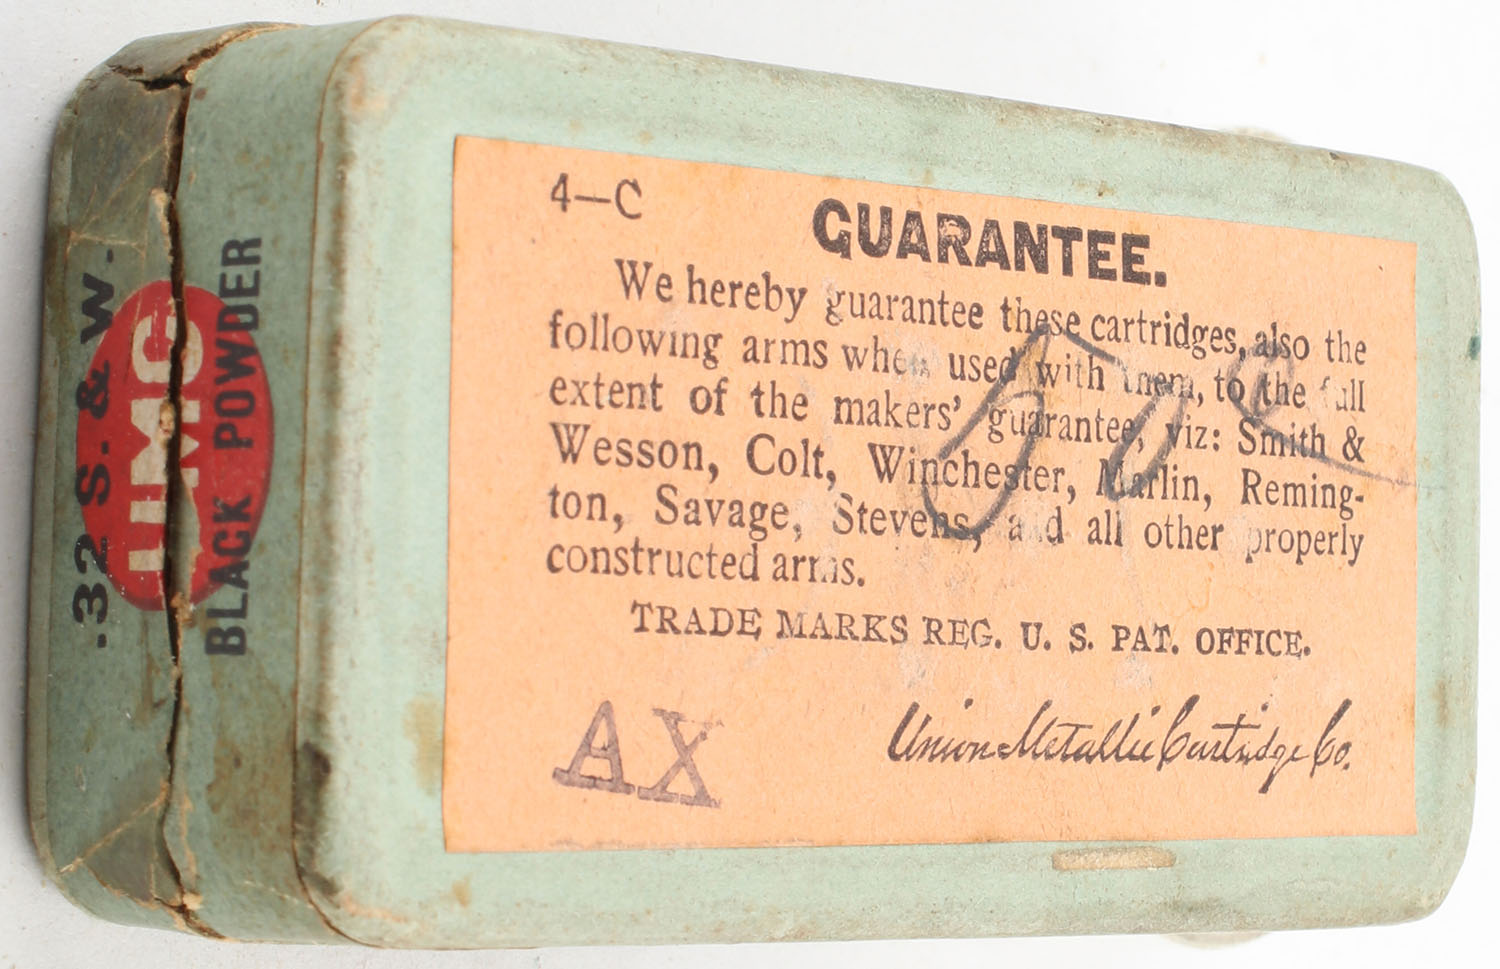 .32 S. & W.
UMC
BLACK POWDER
4—C
GUARANTEE.
We hereby guarantee these cartridges, also the
following arms when used with them, to the full
extent of the makers' guarantee, viz: Smith &
Wesson, Colt, Winchester, Marlin, Reming-
ton, Savage, Stevens, and all other properly
constructed arms.
TRADE MARKS REG. U. S. PAT. OFFICE.
AX
Union Metallic Cartridge Co.